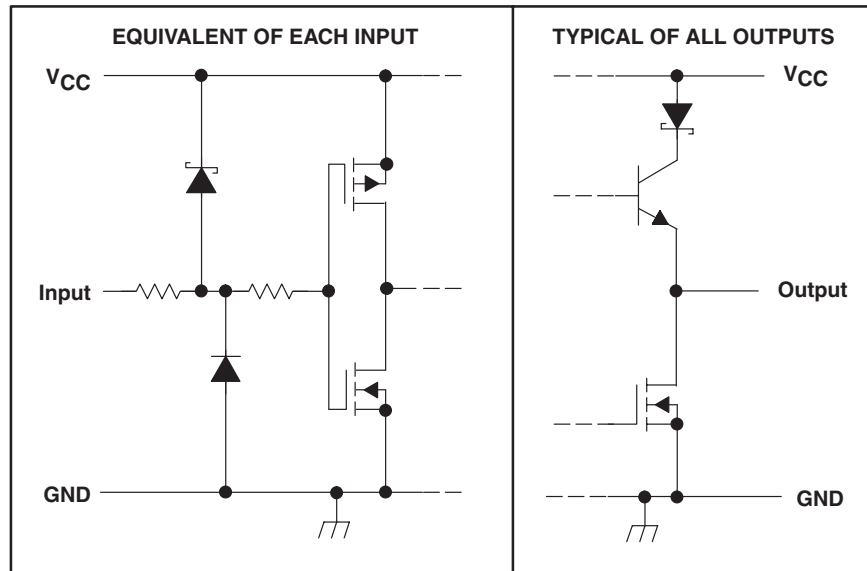 EQUIVALENT OF EACH INPUT
VCC
Input
GND
TYPICAL OF ALL OUTPUTS
VCC
Output
GND